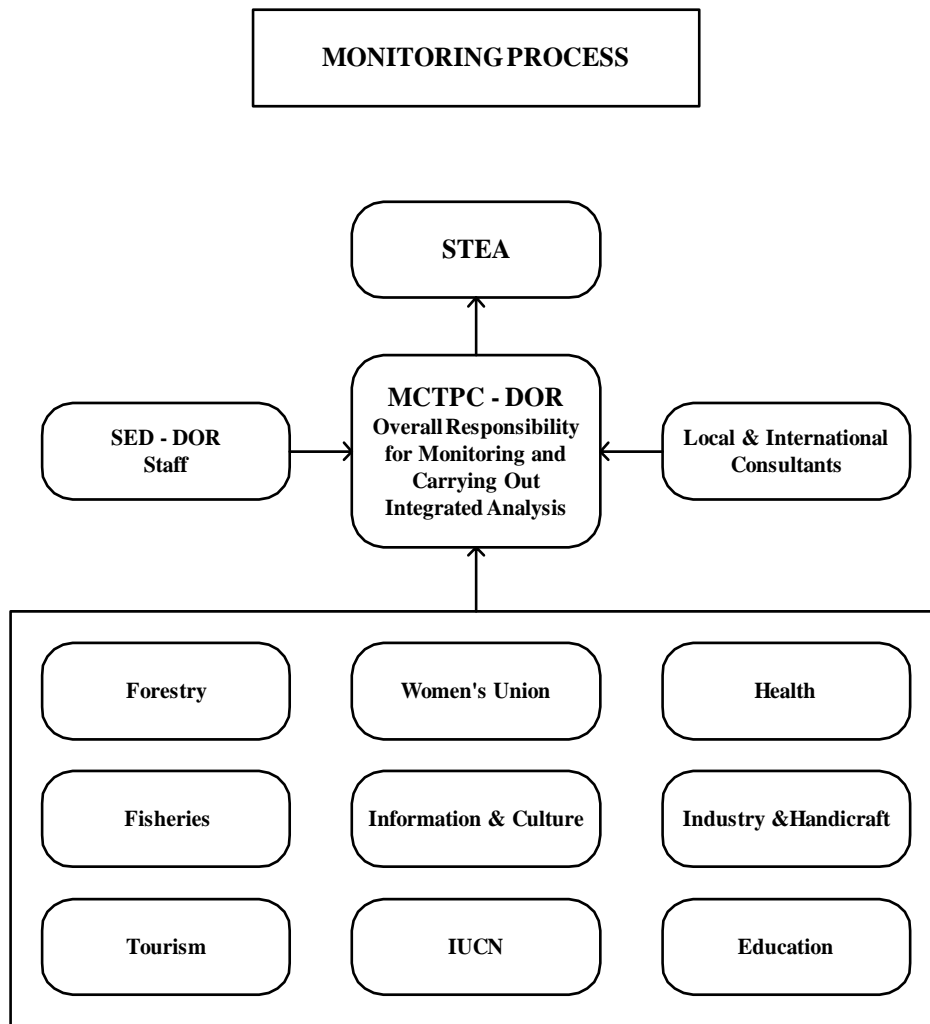 MONITORING PROCESS
STEA
MCTPC - DOR
Overall Responsibility
for Monitoring and
Carrying Out
Integrated Analysis
SED - DOR
Staff
Local & International
Consultants
Forestry
Women's Union
Health
Fisheries
Information & Culture
Industry &Handicraft
Tourism
IUCN
Education